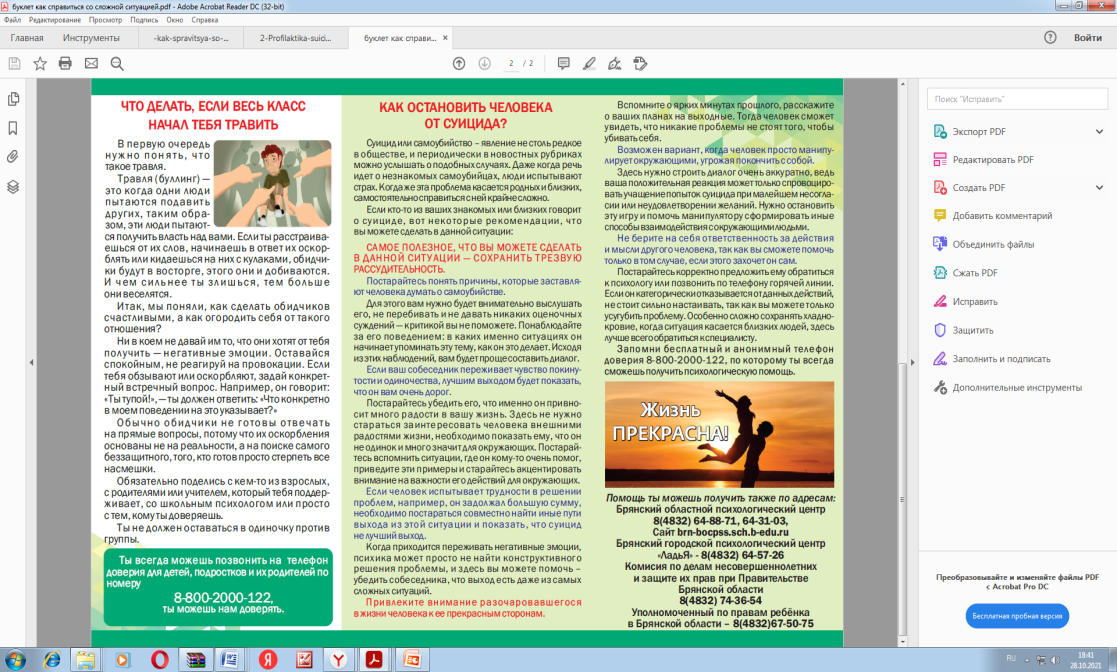 буклет как справиться со сложной ситуацией.pdf - Adobe Acrobat Reader DC (32-bit)
Файл Редактирование Просмотр Подпись Окно Справка
Главная Инструменты -kak-spravitsya-so-... 2-Profilaktika-suici... буклет как справи... × Войти
2 / 2
ЧТО ДЕЛАТЬ, ЕСЛИ ВЕСЬ КЛАСС
НАЧАЛ ТЕБЯ ТРАВИТЬ
В первую очередь
нужно понять, что
такое травля.
Травля (буллинг) —
это когда одни люди
пытаются подавить
других, таким обра-
зом, эти люди пытают-
ся получить власть над вами. Если ты расстраива-
ешься от их слов, начинаешь в ответ их оскор-
блять или кидаешься на них с кулаками, обидчи-
ки будут в восторге, этого они и добиваются.
И чем сильнее ты злишься, тем больше
они веселятся.
Итак, мы поняли, как сделать обидчиков
счастливыми, а как огородить себя от такого
отношения?
Ни в коем не давай им то, что они хотят от тебя
получить — негативные эмоции. Оставайся
спокойным, не реагируй на провокации. Если
тебя обзывают или оскорбляют, задай конкрет-
ный встречный вопрос. Например, он говорит:
«Ты тупой!», — ты должен ответить: «Что конкретно
в моем поведении на это указывает?»
Обычно обидчики не готовы отвечать
на прямые вопросы, потому что их оскорбления
основаны не на реальности, а на поиске самого
беззащитного, того, кто готов просто стерпеть все
насмешки.
Обязательно поделись с кем-то из взрослых,
с родителями или учителем, который тебя поддер-
живает, со школьным психологом или просто
с тем, кому ты доверяешь.
Ты не должен оставаться в одиночку против
группы.
Ты всегда можешь позвонить на телефон
доверия для детей, подростков и их родителей по
номеру
8-800-2000-122,
ты можешь нам доверять.
КАК ОСТАНОВИТЬ ЧЕЛОВЕКА
ОТ СУИЦИДА?
Суицид или самоубийство – явление не столь редкое
в обществе, и периодически в новостных рубриках
можно услышать о подобных случаях. Даже когда речь
идет о незнакомых самоубийцах, люди испытывают
страх. Когда же эта проблема касается родных и близких,
самостоятельно справиться с ней крайне сложно.
Если кто-то из ваших знакомых или близких говорит
о суициде, вот некоторые рекомендации, что
вы можете сделать в данной ситуации:
САМОЕ ПОЛЕЗНОЕ, ЧТО ВЫ МОЖЕТЕ СДЕЛАТЬ
В ДАННОЙ СИТУАЦИИ — СОХРАНИТЬ ТРЕЗВУЮ
РАССУДИТЕЛЬНОСТЬ.
Постарайтесь понять причины, которые заставля-
ют человека думать о самоубийстве.
Для этого вам нужно будет внимательно выслушать
его, не перебивать и не давать никаких оценочных
суждений — критикой вы не поможете. Понаблюдайте
за его поведением: в каких именно ситуациях он
начинает упоминать эту тему, как он это делает. Исходя
из этих наблюдений, вам будет проще составить диалог.
Если ваш собеседник переживает чувство покину-
тости и одиночества, лучшим выходом будет показать,
что он вам очень дорог.
Постарайтесь убедить его, что именно он привно-
сит много радости в вашу жизнь. Здесь не нужно
стараться заинтересовать человека внешними
радостями жизни, необходимо показать ему, что он
не одинок и много значит для окружающих. Постарай-
тесь вспомнить ситуации, где он кому-то очень помог,
приведите эти примеры и старайтесь акцентировать
внимание на важности его действий для окружающих.
Если человек испытывает трудности в решении
проблем, например, он задолжал большую сумму,
необходимо постараться совместно найти иные пути
выхода из этой ситуации и показать, что суицид
не лучший выход.
Когда приходится переживать негативные эмоции,
психика может просто не найти конструктивного
решения проблемы, и здесь вы можете помочь –
убедить собеседника, что выход есть даже из самых
сложных ситуаций.
Привлеките внимание разочаровавшегося
в жизни человека к ее прекрасным сторонам.
Вспомните о ярких минутах прошлого, расскажите
о ваших планах на выходные. Тогда человек сможет
увидеть, что никакие проблемы не стоят того, чтобы
убивать себя.
Возможен вариант, когда человек просто манипу-
лирует окружающими, угрожая покончить с собой.
Здесь нужно строить диалог очень аккуратно, ведь
ваша положительная реакция может только спровоциро-
вать учащение попыток суицида при малейшем несогла-
сии или неудовлетворении желаний. Нужно остановить
эту игру и помочь манипулятору сформировать иные
способы взаимодействия с окружающими людьми.
Не берите на себя ответственность за действия
и мысли другого человека, так как вы сможете помочь
только в том случае, если этого захочет он сам.
Постарайтесь корректно предложить ему обратиться
к психологу или позвонить по телефону горячей линии.
Если он категорически отказывается от данных действий,
не стоит сильно настаивать, так как вы можете только
усугубить проблему. Особенно сложно сохранять хладно-
кровие, когда ситуация касается близких людей, здесь
лучше всего обратиться к специалисту.
Запомни бесплатный и анонимный телефон
доверия 8-800-2000-122, по которому ты всегда
сможешь получить психологическую помощь.
Жизнь
ПРЕКРАСНА!
Помощь ты можешь получить также по адресам:
Брянский областной психологический центр
8(4832) 64-88-71, 64-31-03,
Сайт brn-bocpss.sch.b-edu.ru
Брянский городской психологический центр
«ЛадьЯ» - 8(4832) 64-57-26
Комиссия по делам несовершеннолетних
и защите их прав при Правительстве
Брянской области
8(4832) 74-36-54
Уполномоченный по правам ребёнка
в Брянской области – 8(4832)67-50-75
Поиск "Исправить"
Экспорт PDF
Редактировать PDF
Создать PDF
Добавить комментарий
Объединить файлы
Сжать PDF
Исправить
Защитить
Заполнить и подписать
Дополнительные инструменты
Преобразовывайте и изменяйте файлы PDF
с Acrobat Pro DC
Бесплатная пробная версия
RU 18:41
28.10.2021